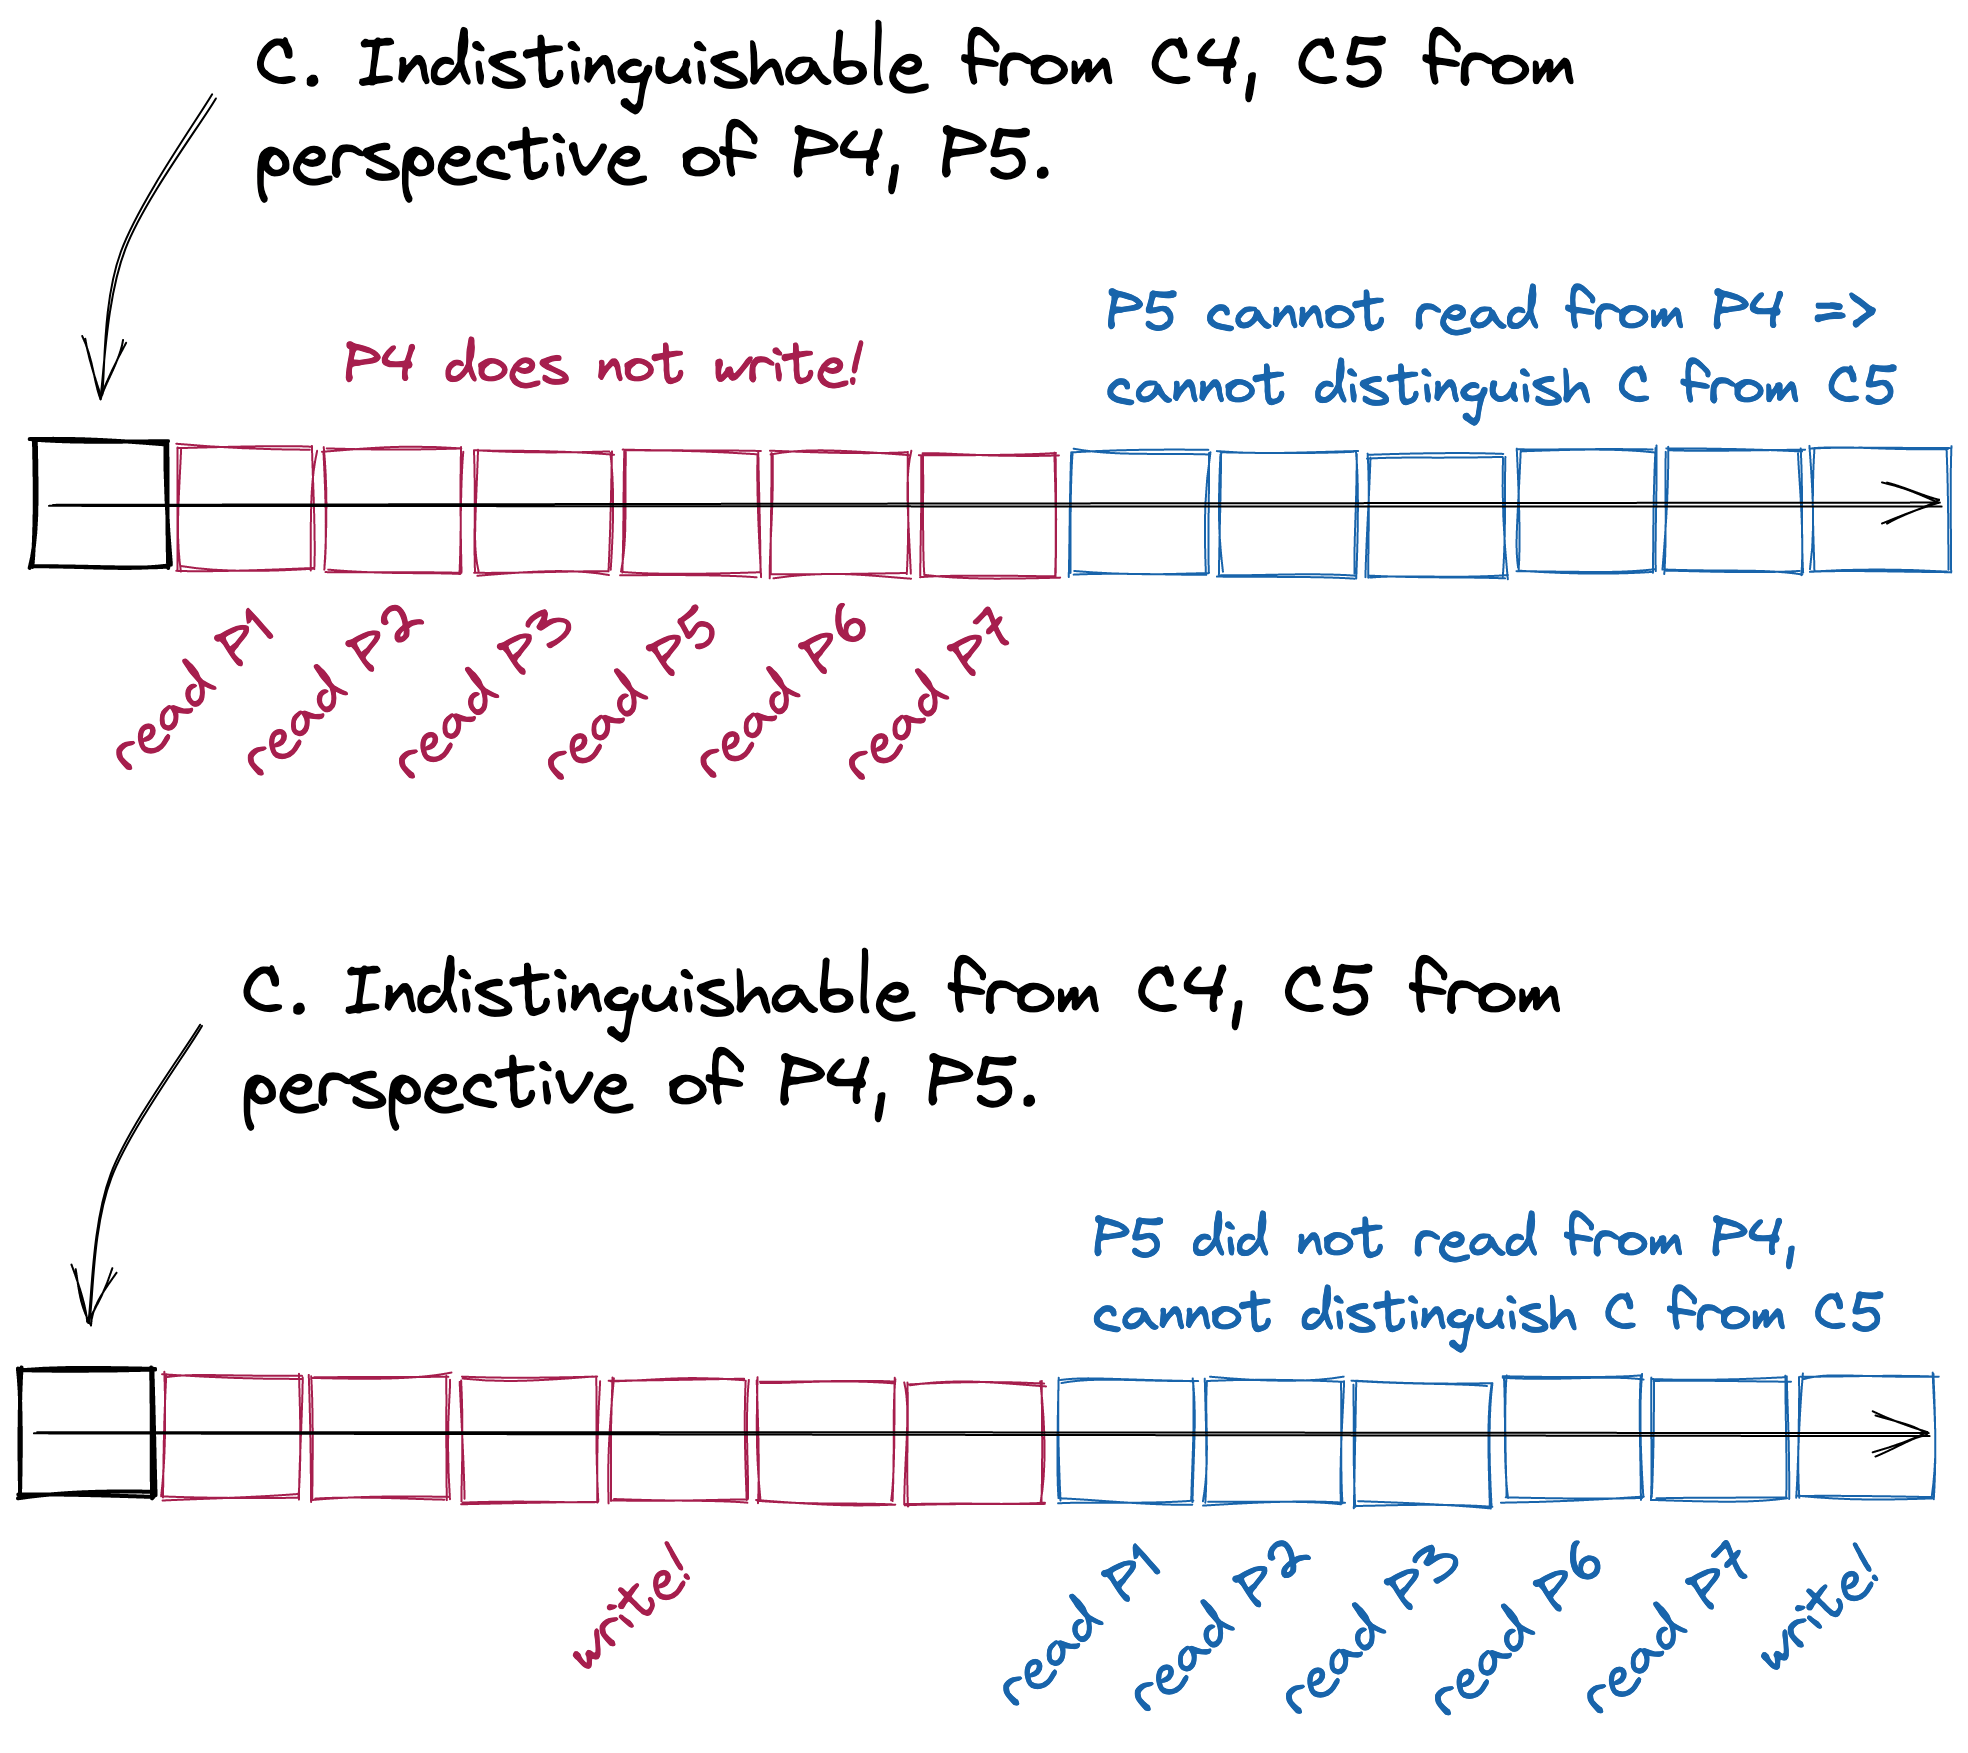 C. Indistinguishable from C4, C5 from
perspective of P4, P5.
P4 does not write!
P5 cannot read from P4 =>
cannot distinguish C from C5
read P1
read P2
read P3
read P5
read P6
read P7
C. Indistinguishable from C4, C5 from
perspective of P4, P5.
P5 did not read from P4,
cannot distinguish C from C5
write!
read P1
read P2
read P3
read P6
read P7
write!